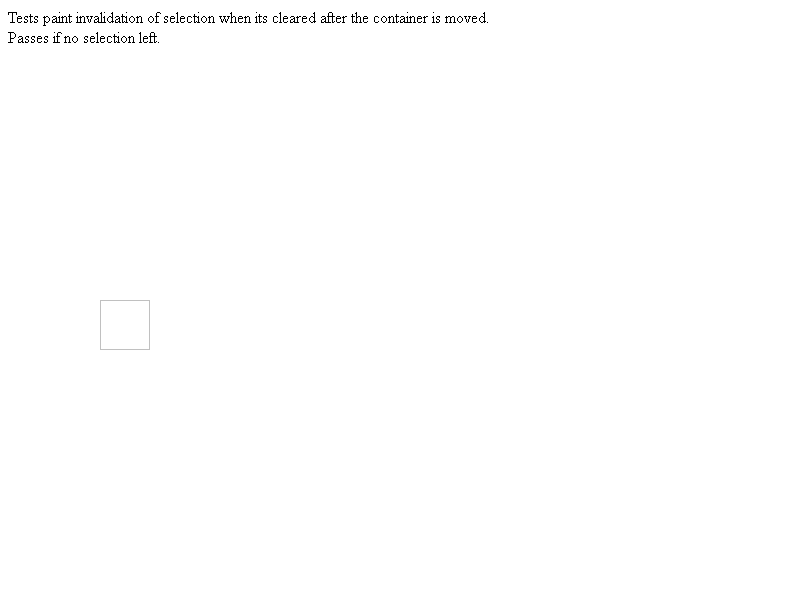 Tests paint invalidation of selection when its cleared after the container is moved.
Passes if no selection left.